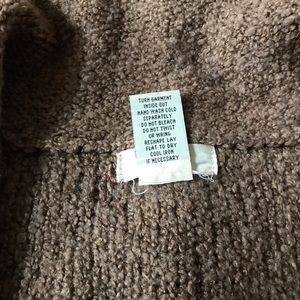 TURN GARMENT
INSIDE OUT
HAND WASH COLD
SEPARATELY
DO NOT BLEACH
DO NOT TWIST
OR WRING
RESHAPE LAY
FLAT TO DRY
COOL IRON
IF NECESSARY